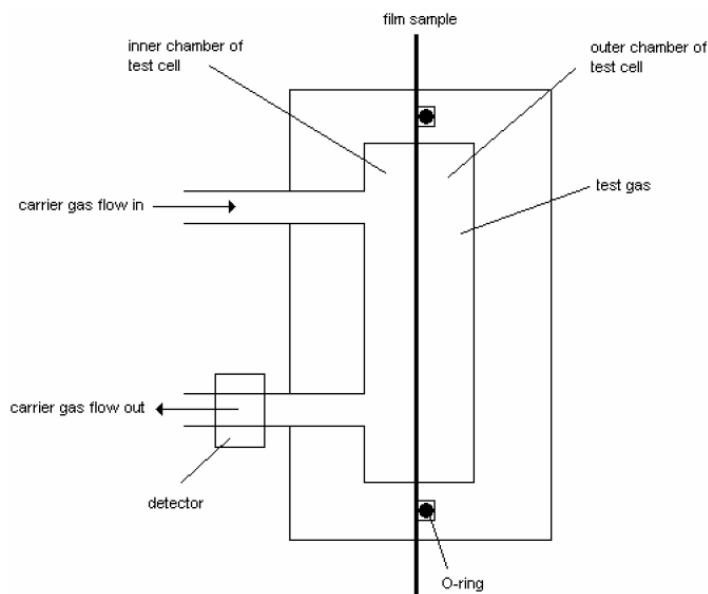 film sample
inner chamber of
test cell
outer chamber of
test cell
test gas
carrier gas flow in
carrier gas flow out
detector
O-ring